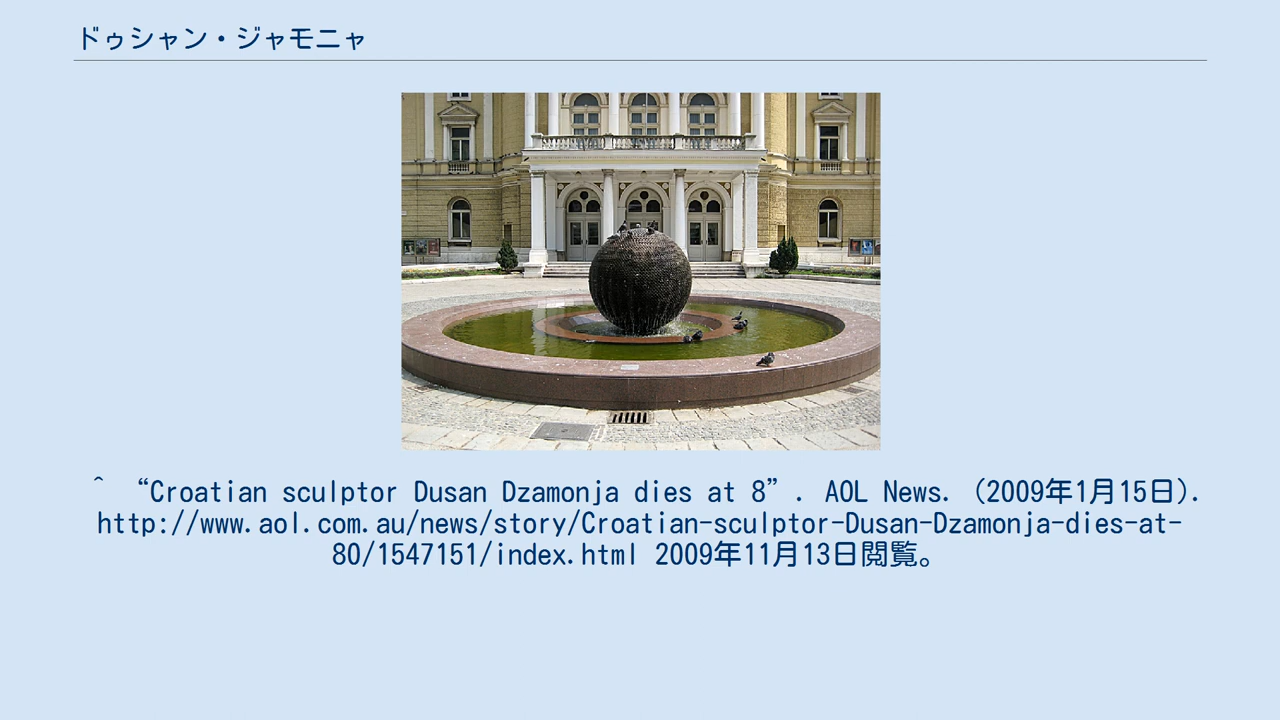 ドゥシャン・ジャモニャ
^ “Croatian sculptor Dusan Dzamonja dies at 8”. AOL News. (2009年1月15日).
http://www.aol.com.au/news/story/Croatian-sculptor-Dusan-Dzamonja-dies-at-
80/1547151/index.html 2009年11月13日閲覧。